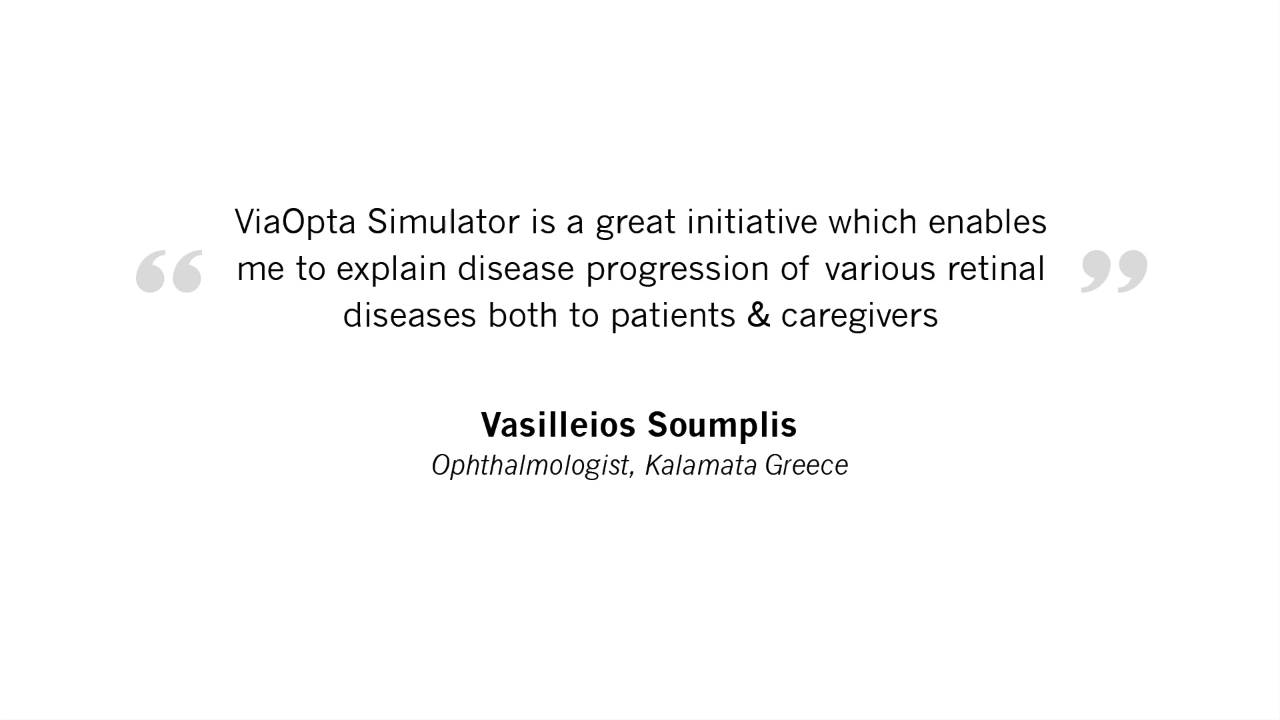 ViaOpta Simulator is a great initiative which enables
“ me to explain disease progression of various retinal ”
diseases both to patients & caregivers
Vasilleios Soumplis
Ophthalmologist, Kalamata Greece